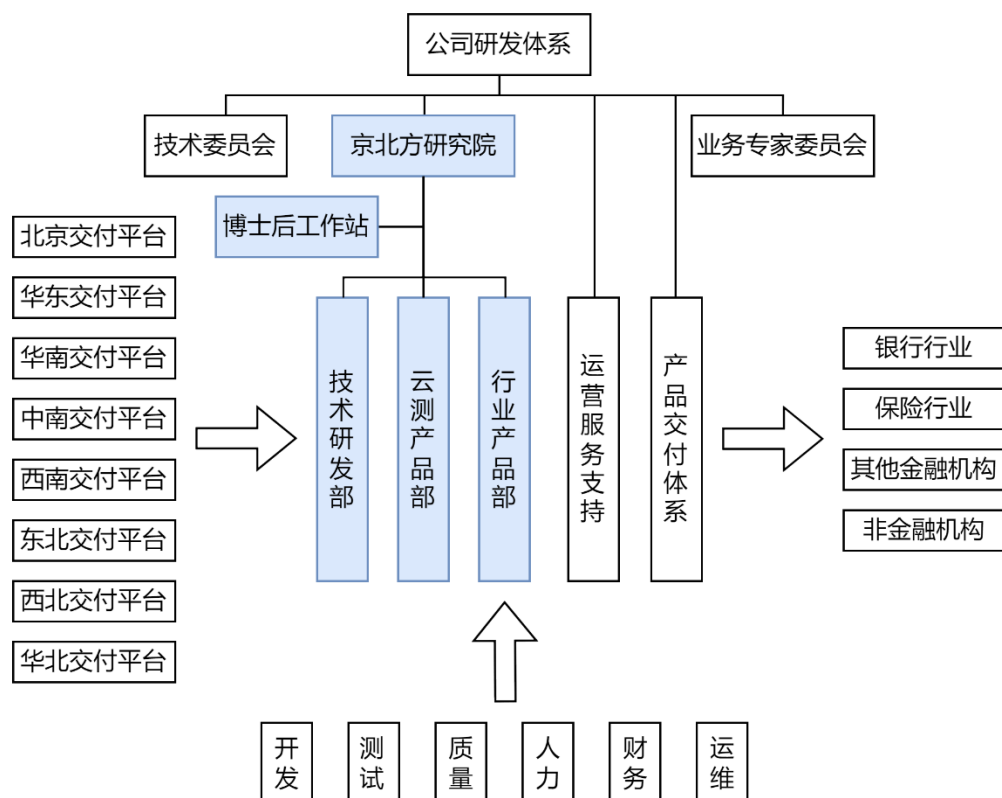 公司研发体系
技术委员会
京北方研究院
业务专家委员会
博士后工作站
北京交付平台
华东交付平台
华南交付平台
中南交付平台
西南交付平台
东北交付平台
西北交付平台
华北交付平台
技术研发部
云测产品部
行业产品部
运营服务支持
产品交付体系
银行行业
保险行业
其他金融机构
非金融机构
开发
测试
质量
人力
财务
运维